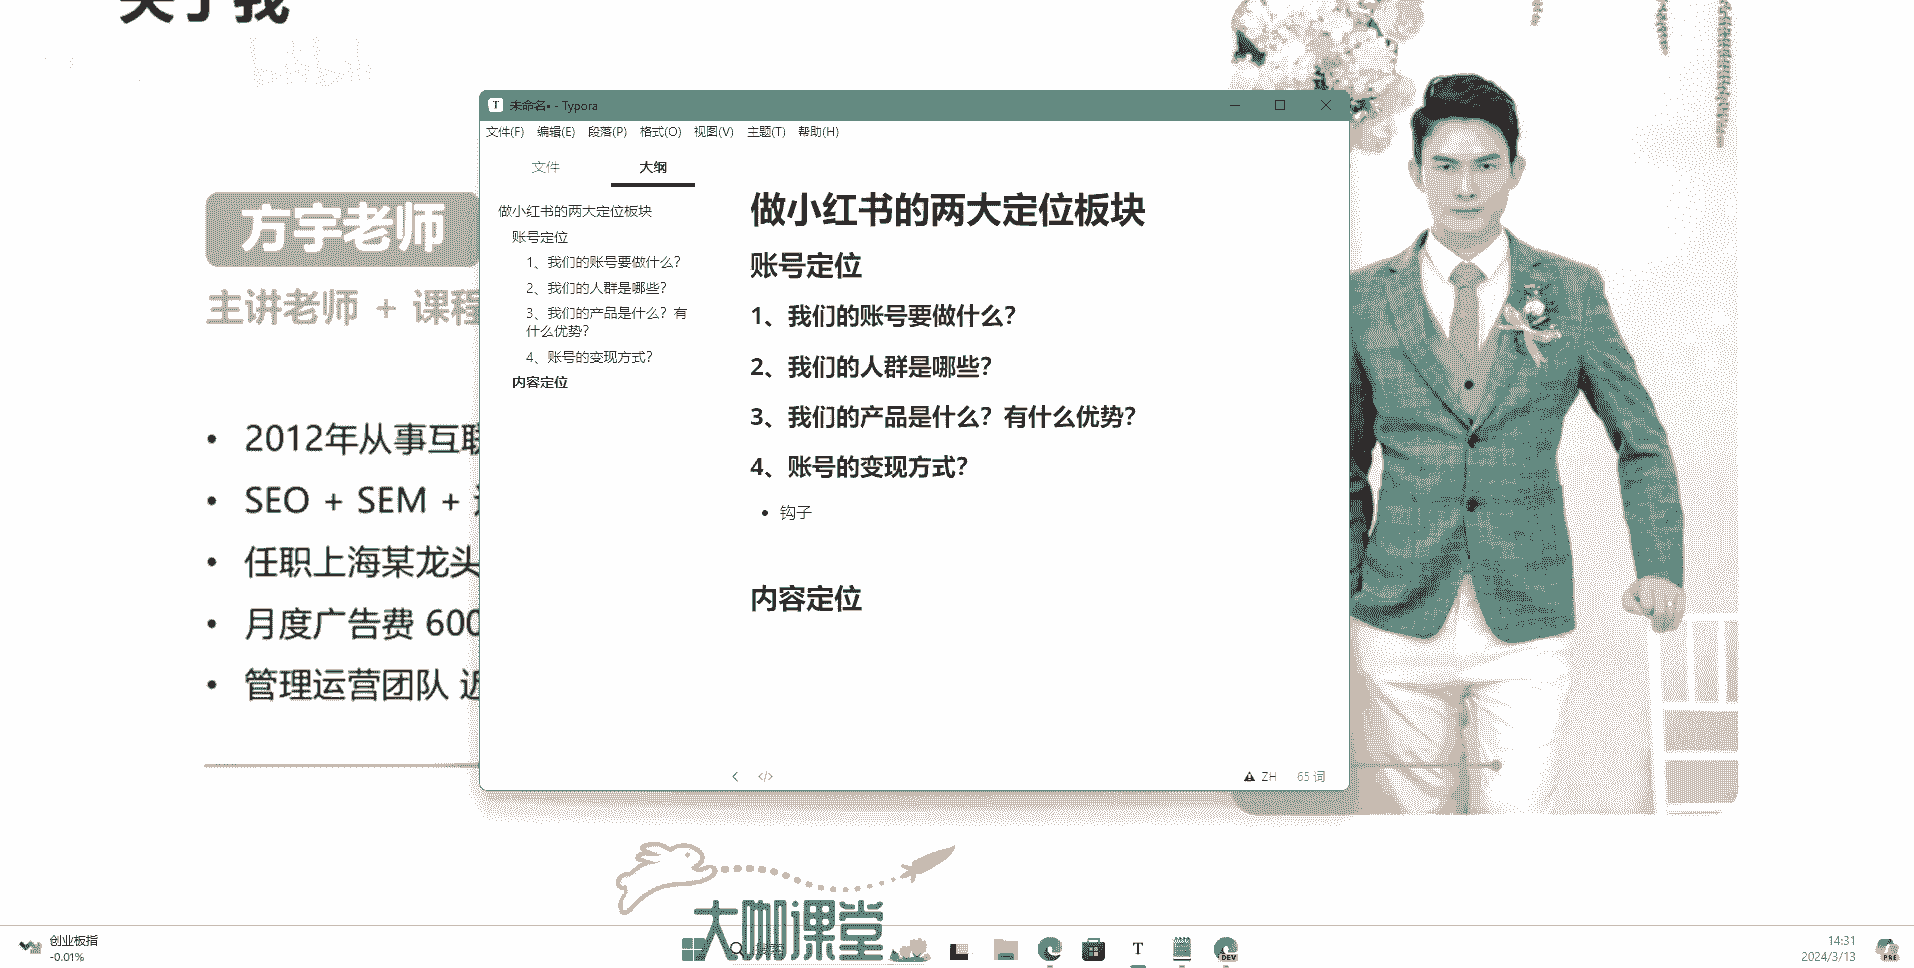 关于我
bilibili
方宇老师
主讲老师 + 课程
2012年从事互联
SEO + SEM +
任职上海某龙头
月度广告费 600
管理运营团队 近
未命名• - Typora
文件(F) 编辑(E) 段落(P) 格式(O) 视图(V) 主题(T) 帮助(H)
文件 大纲
做小红书的两大定位板块
账号定位
1、我们的账号要做什么？
2、我们的人群是哪些？
3、我们的产品是什么？有
什么优势？
4、账号的变现方式？
内容定位
做小红书的两大定位板块
账号定位
1、我们的账号要做什么？
2、我们的人群是哪些？
3、我们的产品是什么？有什么优势？
4、账号的变现方式？
钩子
内容定位
ZH 65 词
大咖课堂
创业板指
-0.01%
T
DEV
14:31
2024/3/13
PRE